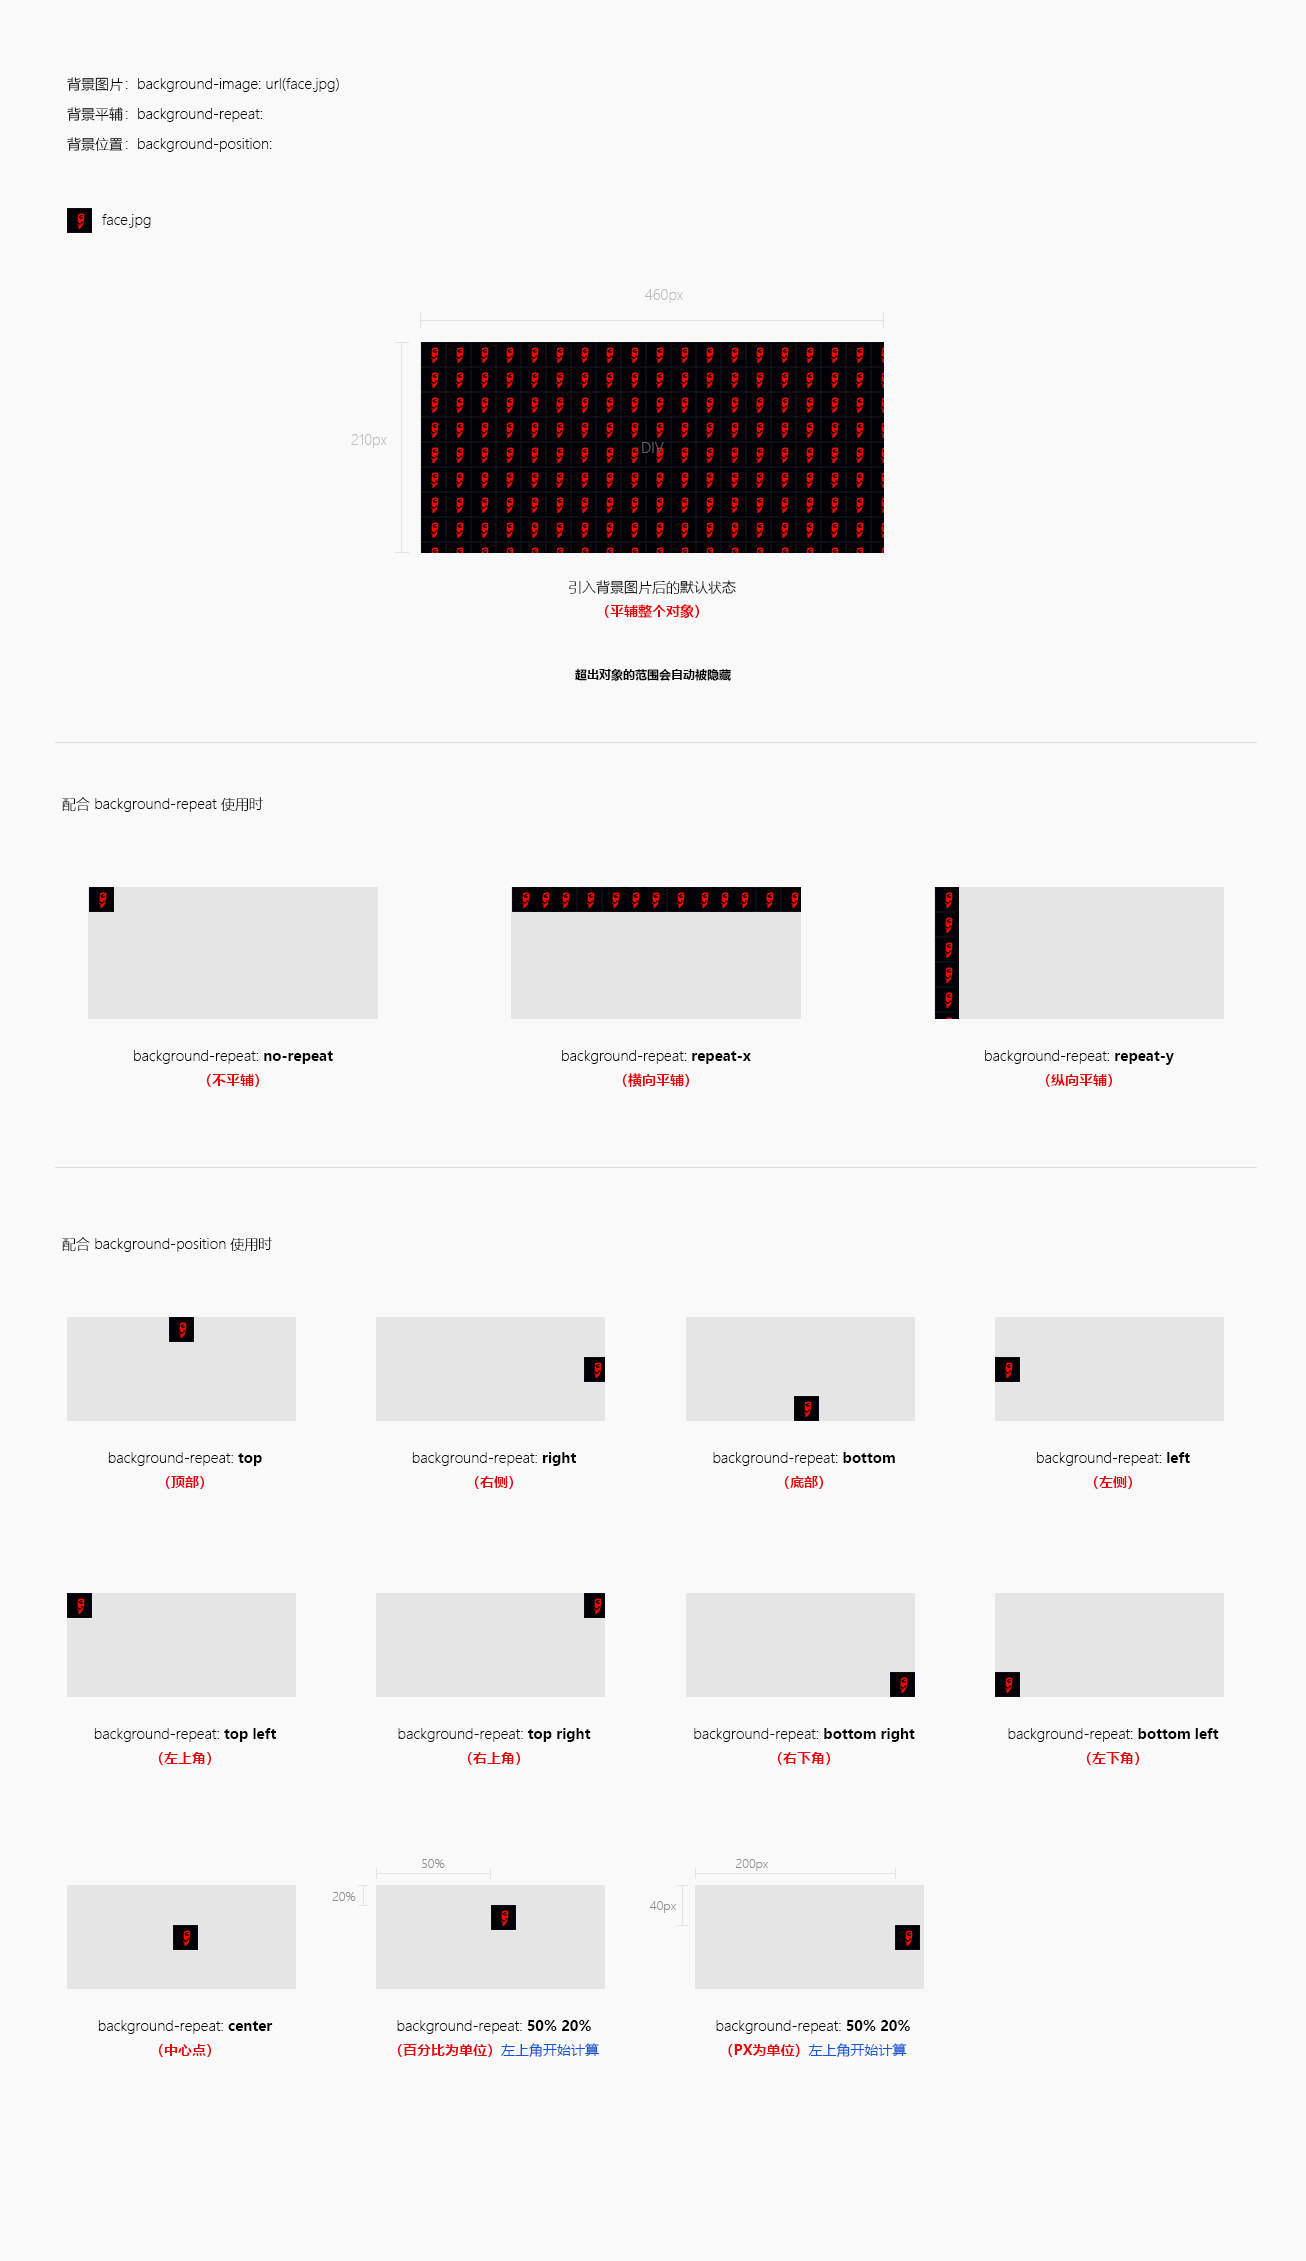 背景图片：background-image: url(face.jpg)
背景平辅：background-repeat:
背景位置：background-position:
face.jpg
460px
210px
DIV
引入背景图片后的默认状态
（平辅整个对象）
超出对象的范围会自动被隐藏
配合 background-repeat 使用时
background-repeat: no-repeat
（不平辅）
background-repeat: repeat-x
（横向平辅）
background-repeat: repeat-y
（纵向平辅）
配合 background-position 使用时
background-repeat: top
（顶部）
background-repeat: right
（右侧）
background-repeat: bottom
（底部）
background-repeat: left
（左侧）
background-repeat: top left
（左上角）
background-repeat: top right
（右上角）
background-repeat: bottom right
（右下角）
background-repeat: bottom left
（左下角）
background-repeat: center
（中心点）
50%
20%
background-repeat: 50% 20%
（百分比为单位）左上角开始计算
200px
40px
background-repeat: 50% 20%
（PX为单位）左上角开始计算